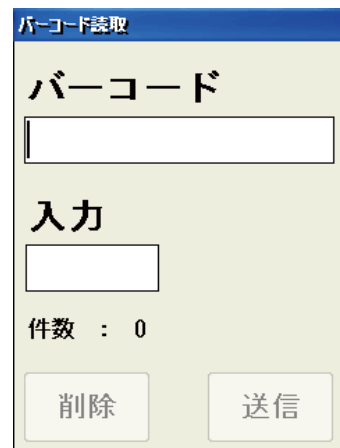 バーコード読取
バーコード
入力
件数 : 0
削除
送信